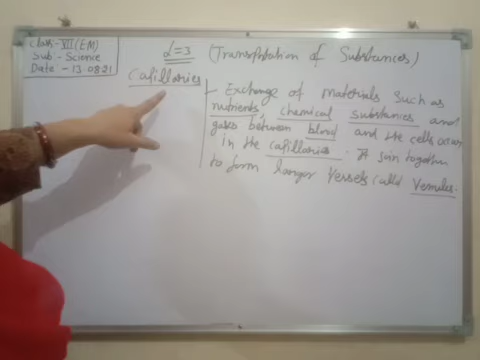 Class-VII(EM)
Sub - Science
Date - 13.08.21
L=3 (Transportation of Substances)
Capillaries
Exchange of materials such as
nutrients, chemical substances and
gases between blood and the cells occurs
in the capillaries. It join together
to form larger vessels called Venules.